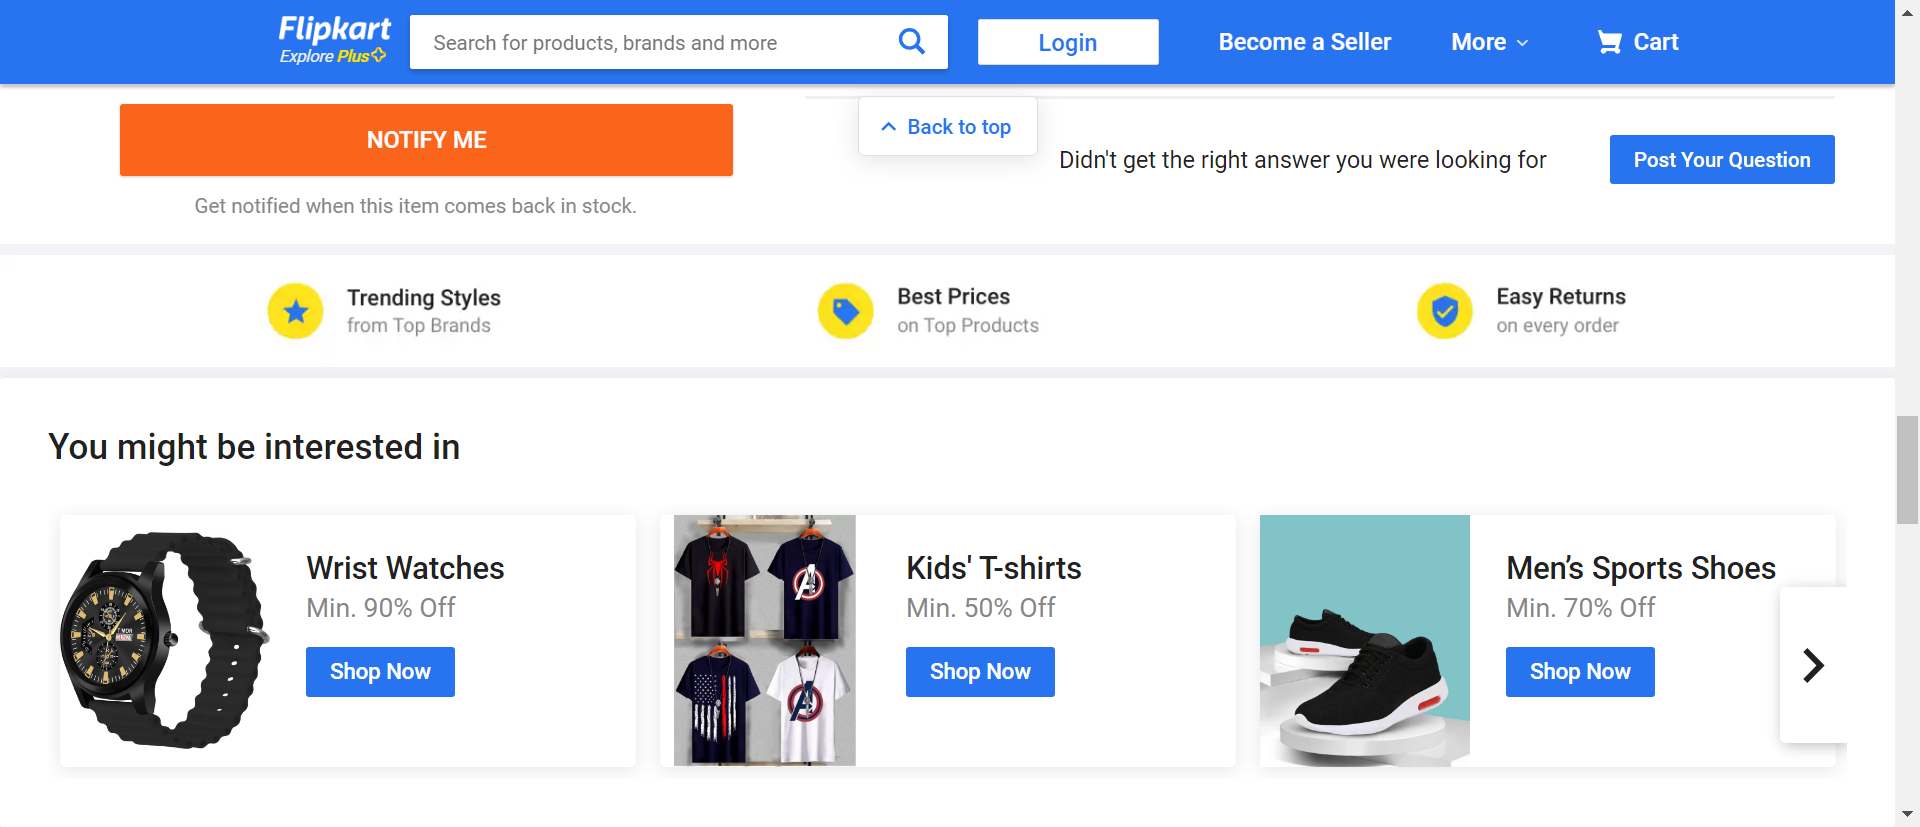 Flipkart
Explore Plus
Search for products, brands and more
Login
Become a Seller
More
Cart
NOTIFY ME
Get notified when this item comes back in stock.
Back to top
Didn't get the right answer you were looking for
Post Your Question
Trending Styles
from Top Brands
Best Prices
on Top Products
Easy Returns
on every order
You might be interested in
Wrist Watches
Min. 90% Off
Shop Now
Kids' T-shirts
Min. 50% Off
Shop Now
Men’s Sports Shoes
Min. 70% Off
Shop Now